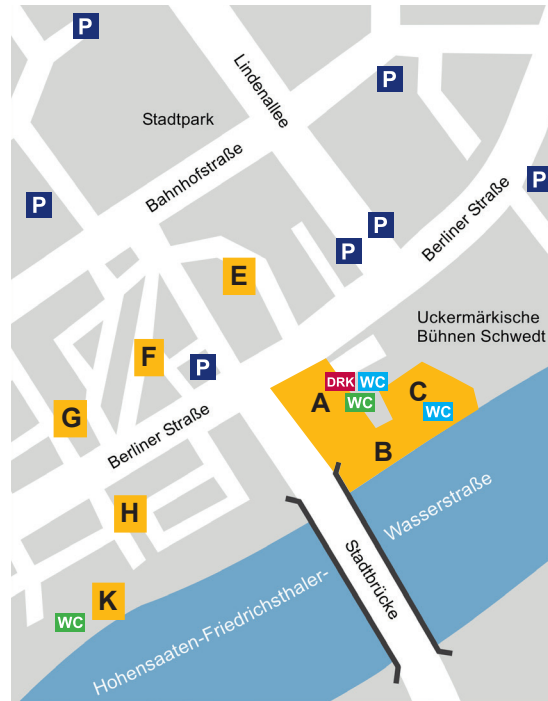 P
Lindenallee
P
Stadtpark
Bahnhofstraße
P
P
Berliner Straße
P
P
E
Uckermärkische
Bühnen Schwedt
F
P
DRK
WC
A
WC
C
WC
G
Berliner Straße
B
H
Wasserstraße
Stadtbrücke
K
WC
Hohensaaten-Friedrichsthaler-